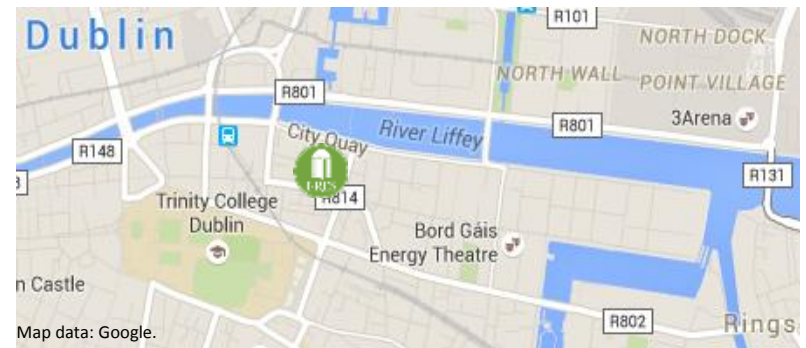 R101
Dublin
NORTH DOCK
NORTH WALL
POINT VILLAGE
R801
3Arena
R801
City Quay
River Liffey
R148
R131
R814
Trinity College
Dublin
Bord Gáis
Energy Theatre
n Castle
R802
Rings
Map data: Google.